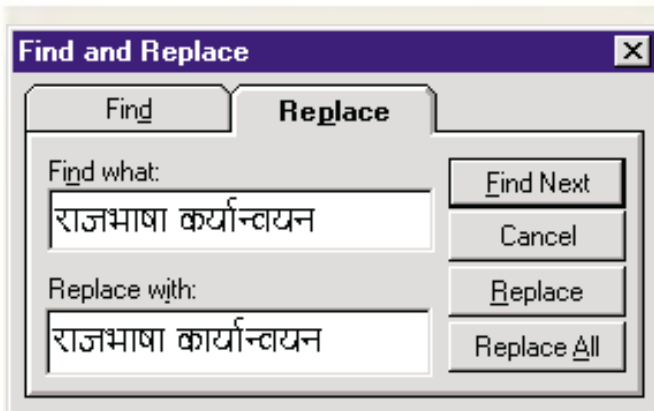 Find and Replace
Find
Replace
Find what:
Find Next
राजभाषा कर्यान्वयन
Cancel
Replace with:
Replace
राजभाषा कार्यान्वयन
Replace All